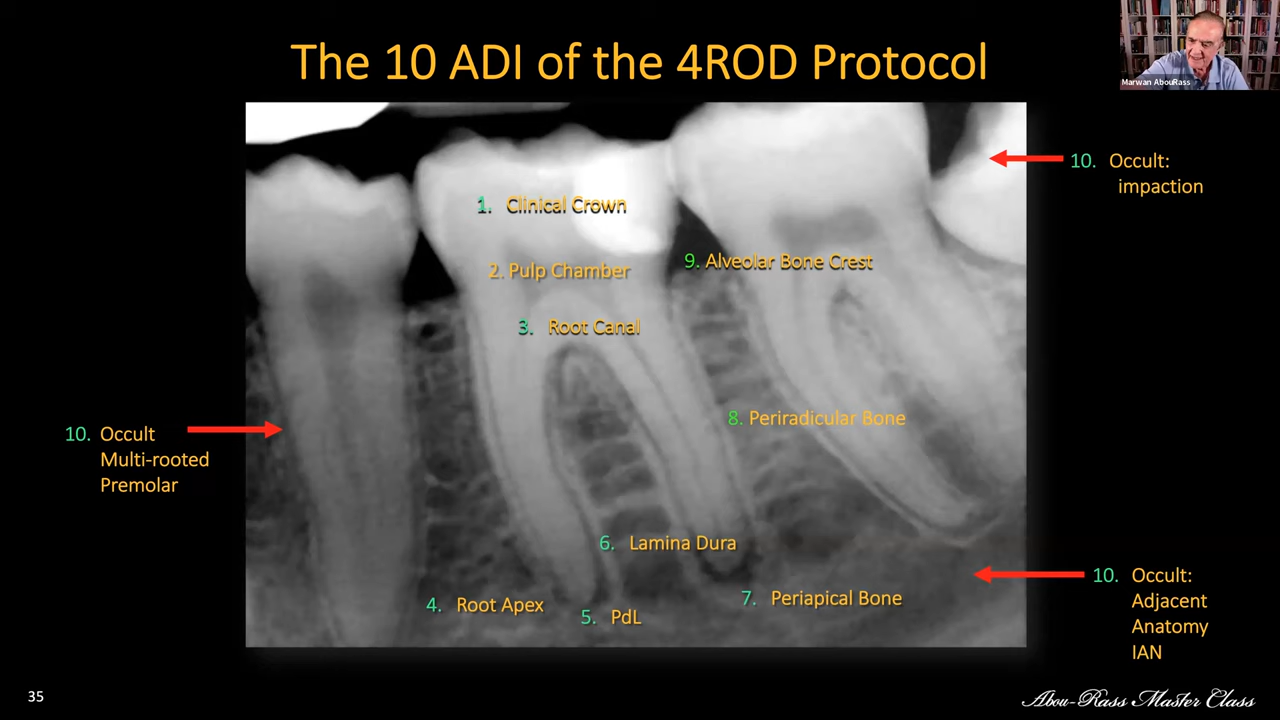 The 10 ADI of the 4ROD Protocol
Marwan AbouRass
10. Occult:
impaction
1. Clinical Crown
2. Pulp Chamber
9. Alveolar Bone Crest
3. Root Canal
8. Periradicular Bone
10. Occult
Multi-rooted
Premolar
6. Lamina Dura
4. Root Apex
5. PdL
7. Periapical Bone
10. Occult:
Adjacent
Anatomy
IAN
35
Abou-Rass Master Class